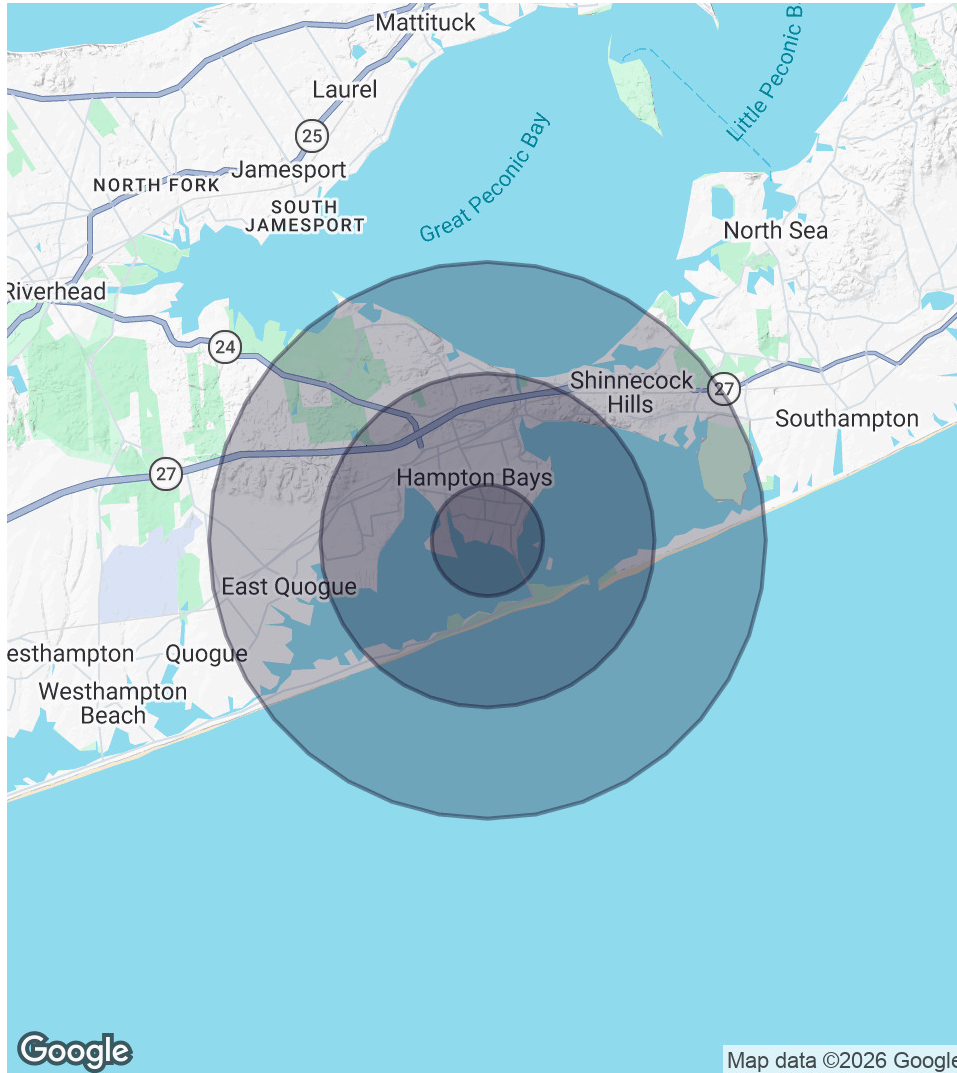 Mattituck
Laurel
25
Jamesport
NORTH FORK
SOUTH
JAMESPORT
Great Peconic Bay
Little Peconic B
North Sea
Riverhead
24
Shinnecock
Hills
27
Southampton
27
Hampton Bays
East Quogue
esthampton
Quogue
Westhampton
Beach
Google
Map data ©2026 Google